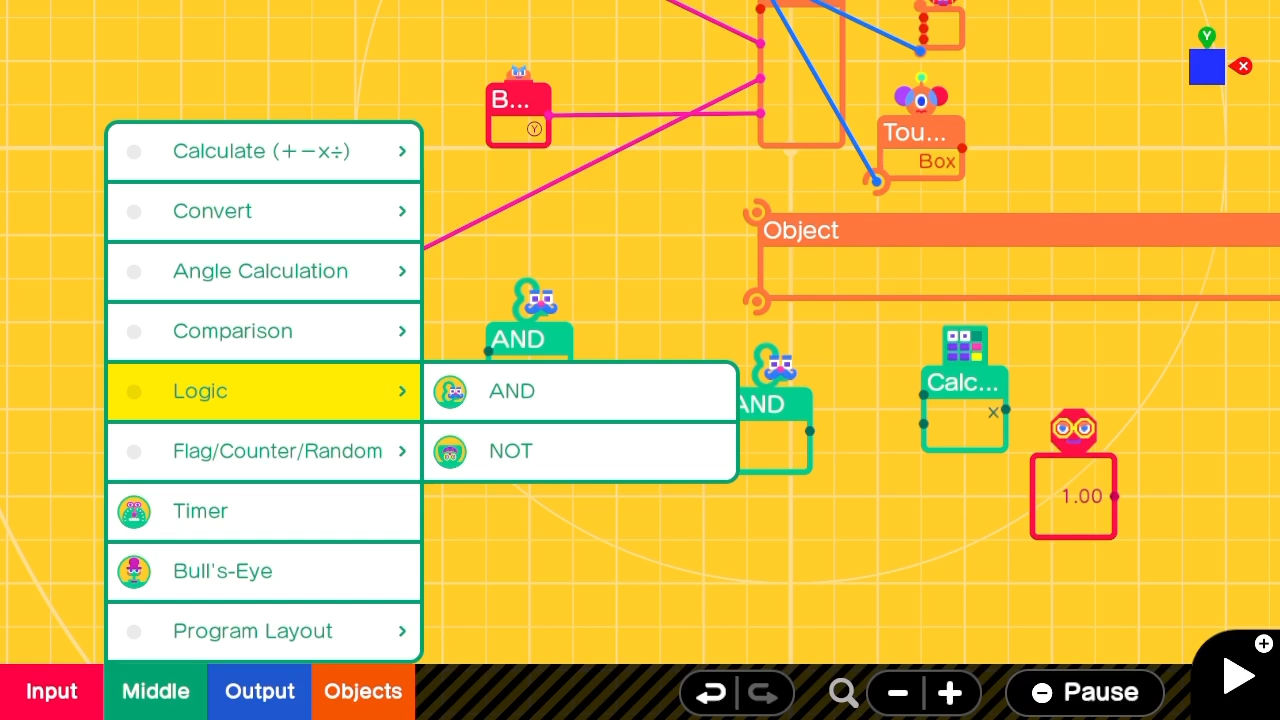 Y
X
B...
Y
Tou...
Box
Calculate (+−×÷)
Convert
Object
Angle Calculation
Comparison
AND
Calc...
×
Logic
AND
AND
Flag/Counter/Random
NOT
1.00
Timer
Bull's-Eye
Program Layout
Input
Middle
Output
Objects
Pause